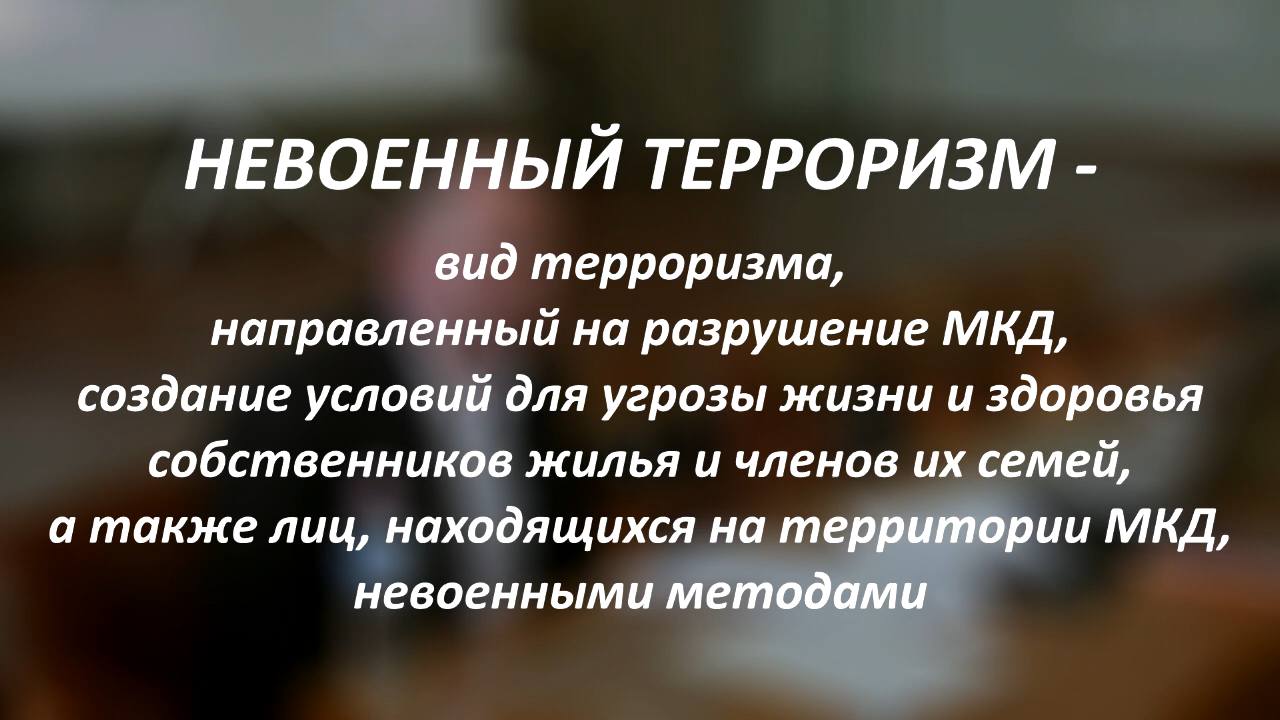 НЕВОЕННЫЙ ТЕРРОРИЗМ -
вид терроризма,
направленный на разрушение МКД,
создание условий для угрозы жизни и здоровья
собственников жилья и членов их семей,
а также лиц, находящихся на территории МКД,
невоенными методами